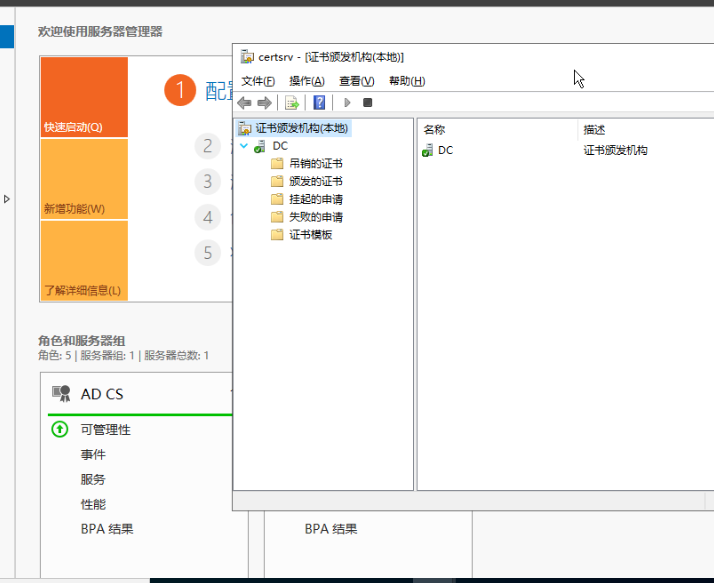 欢迎使用服务器管理器
certsrv - [证书颁发机构(本地)]
文件(F) 操作(A) 查看(V) 帮助(H)
1 配置
快速启动(Q)
2
3
新增功能(W)
4
5
了解详细信息(L)
证书颁发机构(本地)
DC
吊销的证书
颁发的证书
挂起的申请
失败的申请
证书模板
名称 描述
DC 证书颁发机构
角色和服务器组
角色: 5 | 服务器组: 1 | 服务器总数: 1
AD CS
可管理性
事件
服务
性能
BPA 结果
BPA 结果